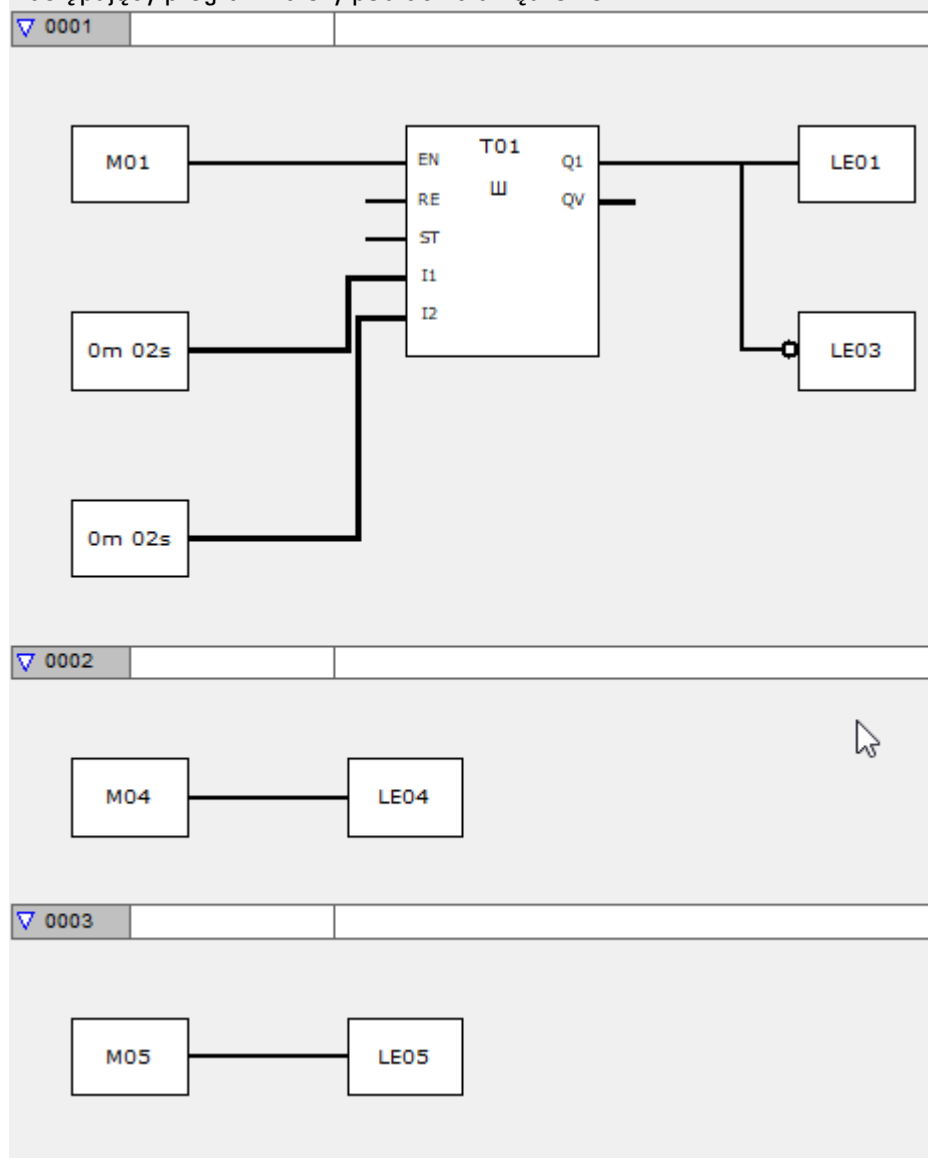 0001
M01
T01
EN
Q1
LE01
Ш
RE
QV
ST
I1
I2
0m 02s
LE03
0m 02s
0002
M04
LE04
0003
M05
LE05